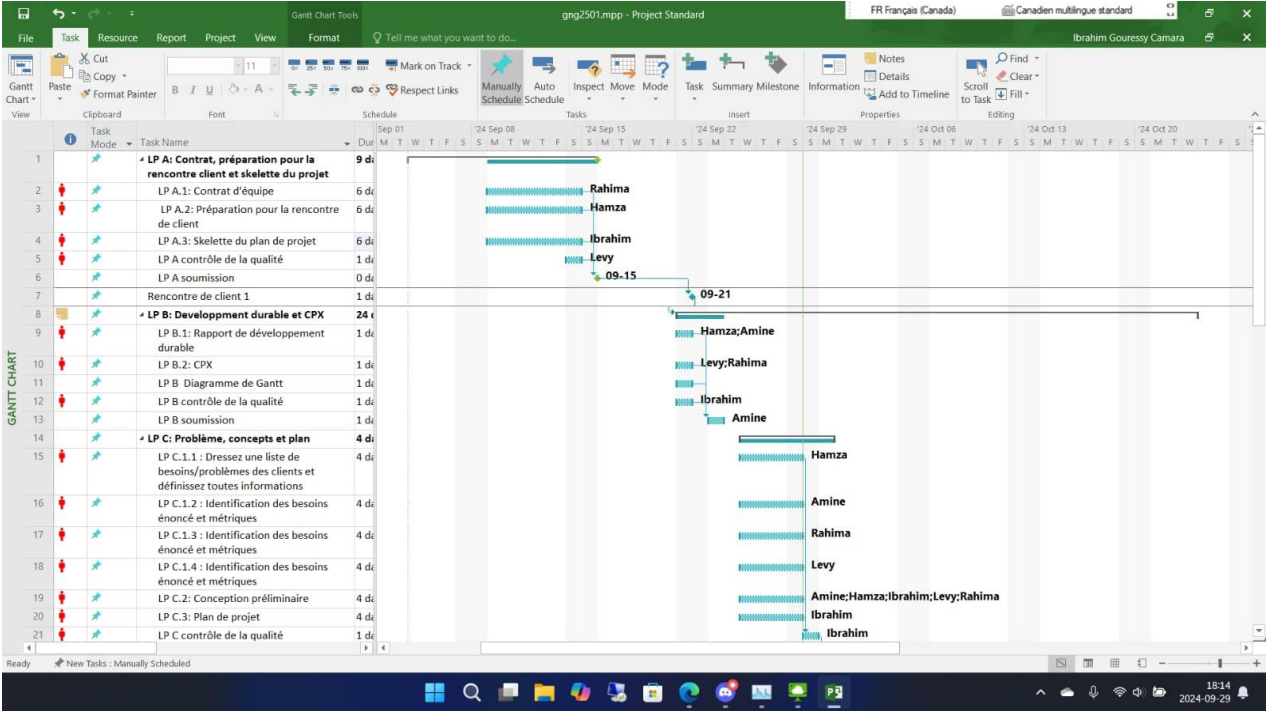 Gantt Chart Tools
gng2501.mpp - Project Standard
FR Français (Canada)
Canadien multilingue standard
File Task Resource Report Project View Format Tell me what you want to do...
Ibrahim Gouressy Camara
Gantt Chart
View
Paste
Cut
Copy
Format Painter
Clipboard
11
B I U A
Font
0% 25% 50% 75% 100%
Mark on Track
Respect Links
Schedule
Manually Schedule
Auto Schedule
Inspect Move Mode
Tasks
Task Summary Milestone
Insert
Information
Notes
Details
Add to Timeline
Properties
Scroll to Task
Find
Clear
Fill
Editing
Task Mode Task Name Dur
Sep 01 '24 Sep 08 '24 Sep 15 '24 Sep 22 '24 Sep 29 '24 Oct 06 '24 Oct 13 '24 Oct 20
M T W T F S S M T W T F S S M T W T F S S M T W T F S S M T W T F S S M T W T F S S M T W T F S S M T W T F S
GANTT CHART
1 LP A: Contrat, préparation pour la 9 da
rencontre client et skelette du projet
2 LP A.1: Contrat d'équipe 6 da Rahima
3 LP A.2: Préparation pour la rencontre 6 da Hamza
de client
4 LP A.3: Skelette du plan de projet 6 da Ibrahim
5 LP A contrôle de la qualité 1 da Levy
6 LP A soumission 0 da 09-15
7 Rencontre de client 1 1 da 09-21
8 LP B: Developpment durable et CPX 24 d
9 LP B.1: Rapport de développement 1 da Hamza;Amine
durable
10 LP B.2: CPX 1 da Levy;Rahima
11 LP B Diagramme de Gantt 1 da
12 LP B contrôle de la qualité 1 da Ibrahim
13 LP B soumission 1 da Amine
14 LP C: Problème, concepts et plan 4 da
15 LP C.1.1 : Dressez une liste de 4 da Hamza
besoins/problèmes des clients et
définissez toutes informations
16 LP C.1.2 : Identification des besoins 4 da Amine
énoncé et métriques
17 LP C.1.3 : Identification des besoins 4 da Rahima
énoncé et métriques
18 LP C.1.4 : Identification des besoins 4 da Levy
énoncé et métriques
19 LP C.2: Conception préliminaire 4 da Amine;Hamza;Ibrahim;Levy;Rahima
20 LP C.3: Plan de projet 4 da Ibrahim
21 LP C contrôle de la qualité 1 da Ibrahim
Ready New Tasks : Manually Scheduled
18:14
2024-09-29